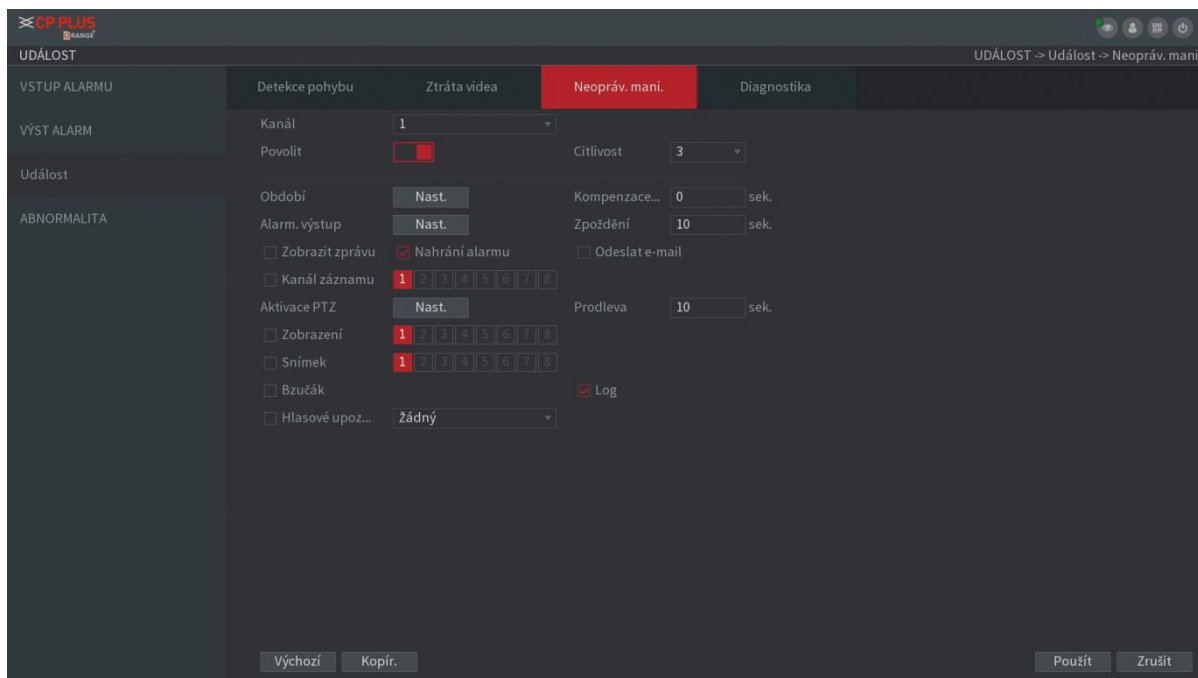 CP PLUS
ORANGE
UDÁLOST UDÁLOST -> Událost -> Neopráv. mani
VSTUP ALARMU
VÝST ALARM
Událost
ABNORMALITA
Detekce pohybu Ztráta videa Neopráv. mani. Diagnostika
Kanál 1
Povolit Citlivost 3
Období Nast. Kompenzace... 0 sek.
Alarm. výstup Nast. Zpoždění 10 sek.
Zobrazit zprávu Nahrání alarmu Odeslat e-mail
Kanál záznamu 1 2 3 4 5 6 7 8
Aktivace PTZ Nast. Prodleva 10 sek.
Zobrazení 1 2 3 4 5 6 7 8
Snímek 1 2 3 4 5 6 7 8
Bzučák Log
Hlasové upoz... Žádný
Výchozí Kopír. Použít Zrušit